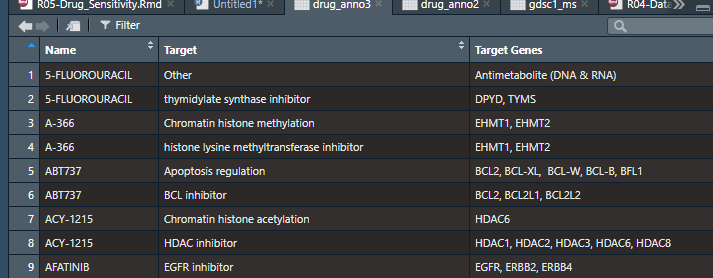 R05-Drug_Sensitivity.Rmd Untitled1* drug_anno3 drug_anno2 gdsc1_ms R04-Data
Filter
Name Target Target Genes
1 5-FLUOROURACIL Other Antimetabolite (DNA & RNA)
2 5-FLUOROURACIL thymidylate synthase inhibitor DPYD, TYMS
3 A-366 Chromatin histone methylation EHMT1, EHMT2
4 A-366 histone lysine methyltransferase inhibitor EHMT1, EHMT2
5 ABT737 Apoptosis regulation BCL2, BCL-XL, BCL-W, BCL-B, BFL1
6 ABT737 BCL inhibitor BCL2, BCL2L1, BCL2L2
7 ACY-1215 Chromatin histone acetylation HDAC6
8 ACY-1215 HDAC inhibitor HDAC1, HDAC2, HDAC3, HDAC6, HDAC8
9 AFATINIB EGFR inhibitor EGFR, ERBB2, ERBB4